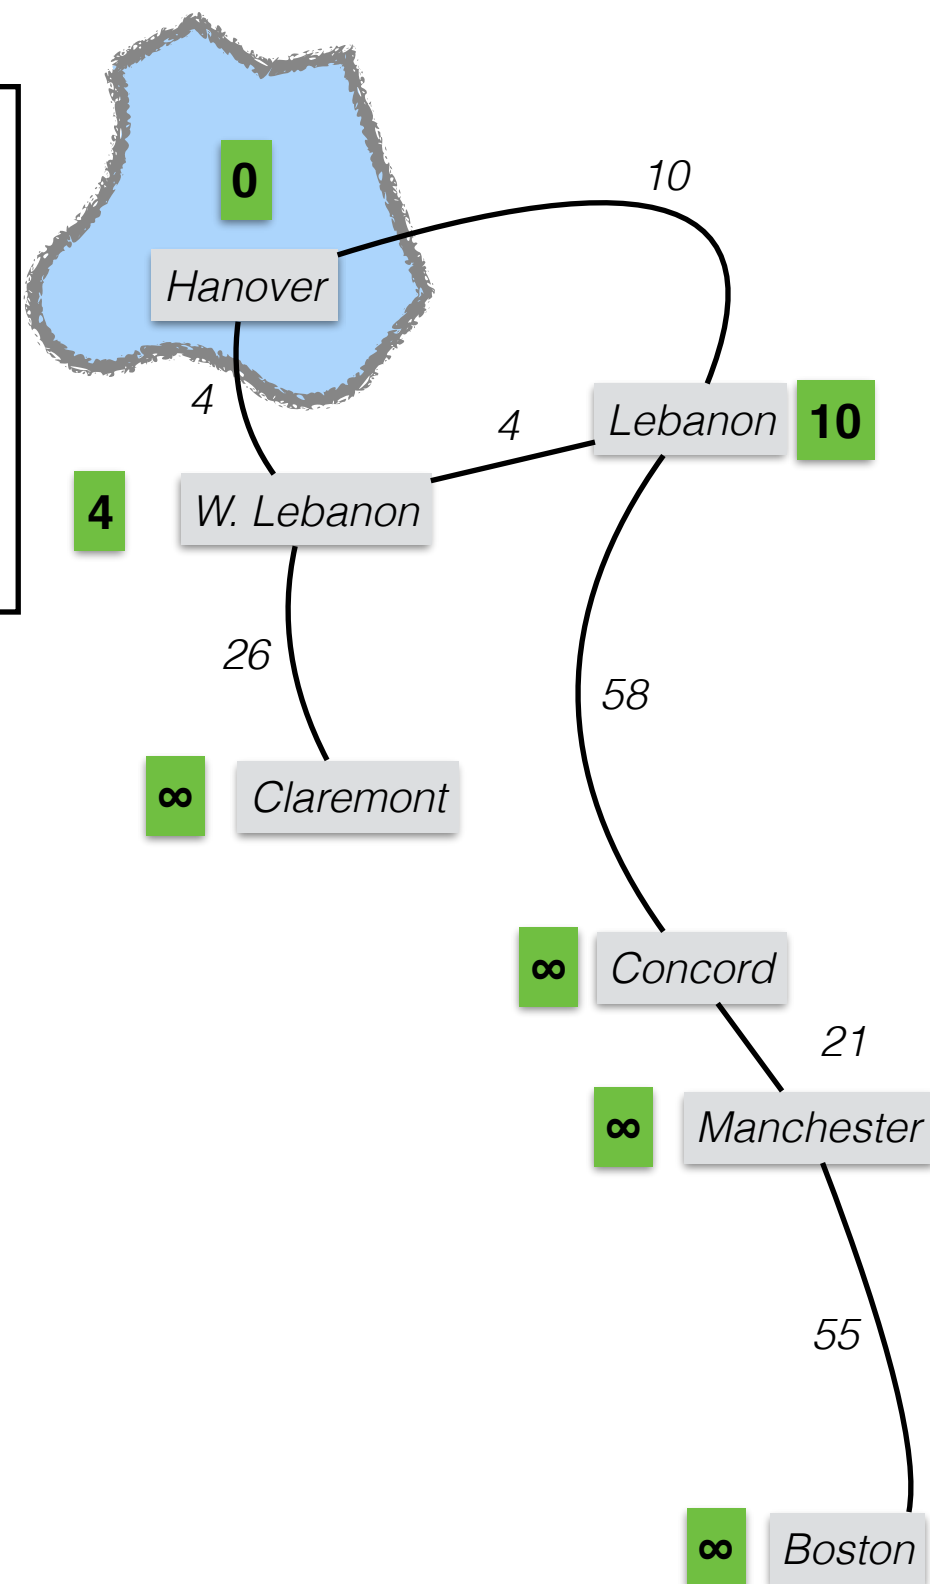 0
10
Hanover
4
4
Lebanon
10
4
W. Lebanon
26
58
∞
Claremont
∞
Concord
21
∞
Manchester
55
∞
Boston